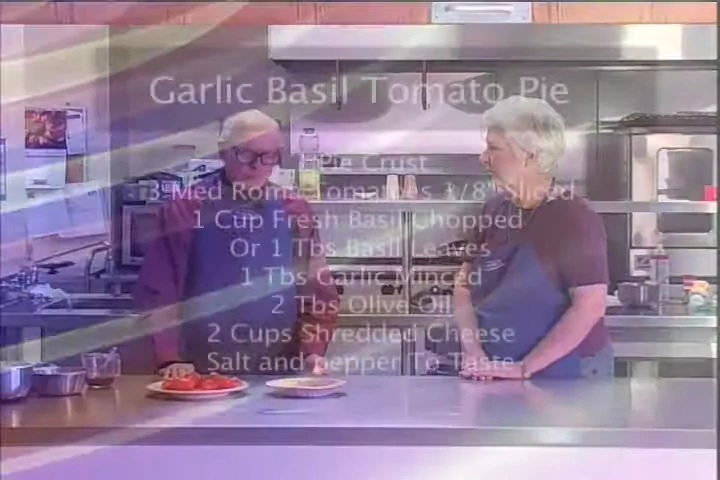 Garlic Basil Tomato Pie
Pie Crust
3 Med Roma Tomatoes 3/8" Sliced
1 Cup Fresh Basil Chopped
Or 1 Tbs Basil Leaves
1 Tbs Garlic Minced
2 Tbs Olive Oil
2 Cups Shredded Cheese
Salt and Pepper To Taste